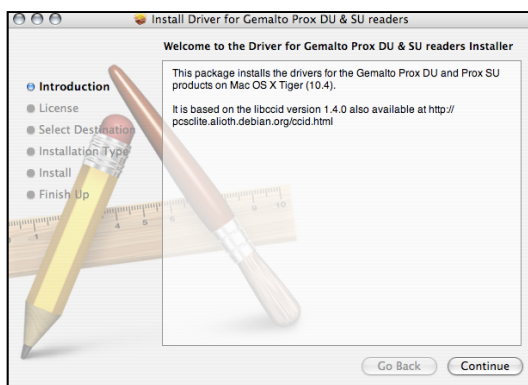 Install Driver for Gemalto Prox DU & SU readers
Welcome to the Driver for Gemalto Prox DU & SU readers Installer
Introduction
License
Select Destination
Installation Type
Install
Finish Up
This package installs the drivers for the Gemalto Prox DU and Prox SU
products on Mac OS X Tiger (10.4).
It is based on the libccid version 1.4.0 also available at http://
pcsclite.alioth.debian.org/ccid.html
Go Back
Continue